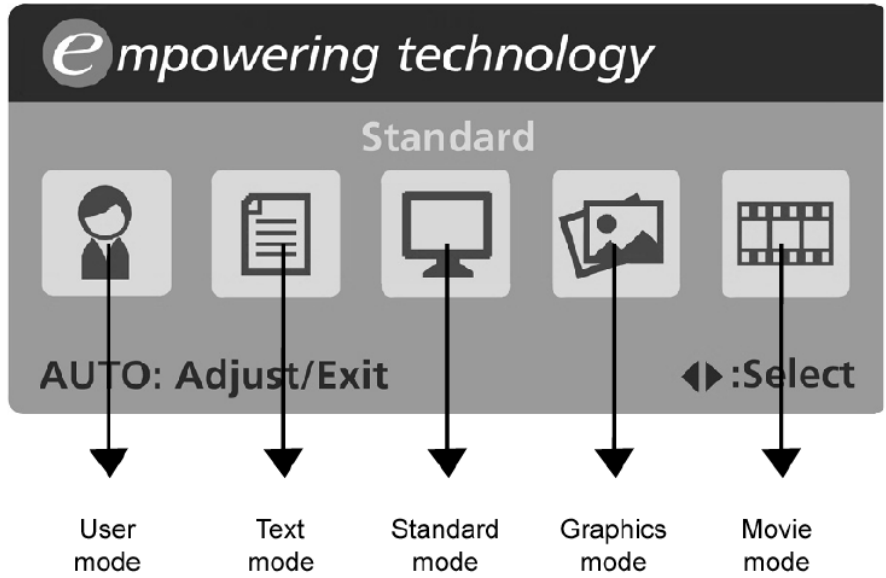 empowering technology
Standard
AUTO: Adjust/Exit
:Select
User mode
Text mode
Standard mode
Graphics mode
Movie mode